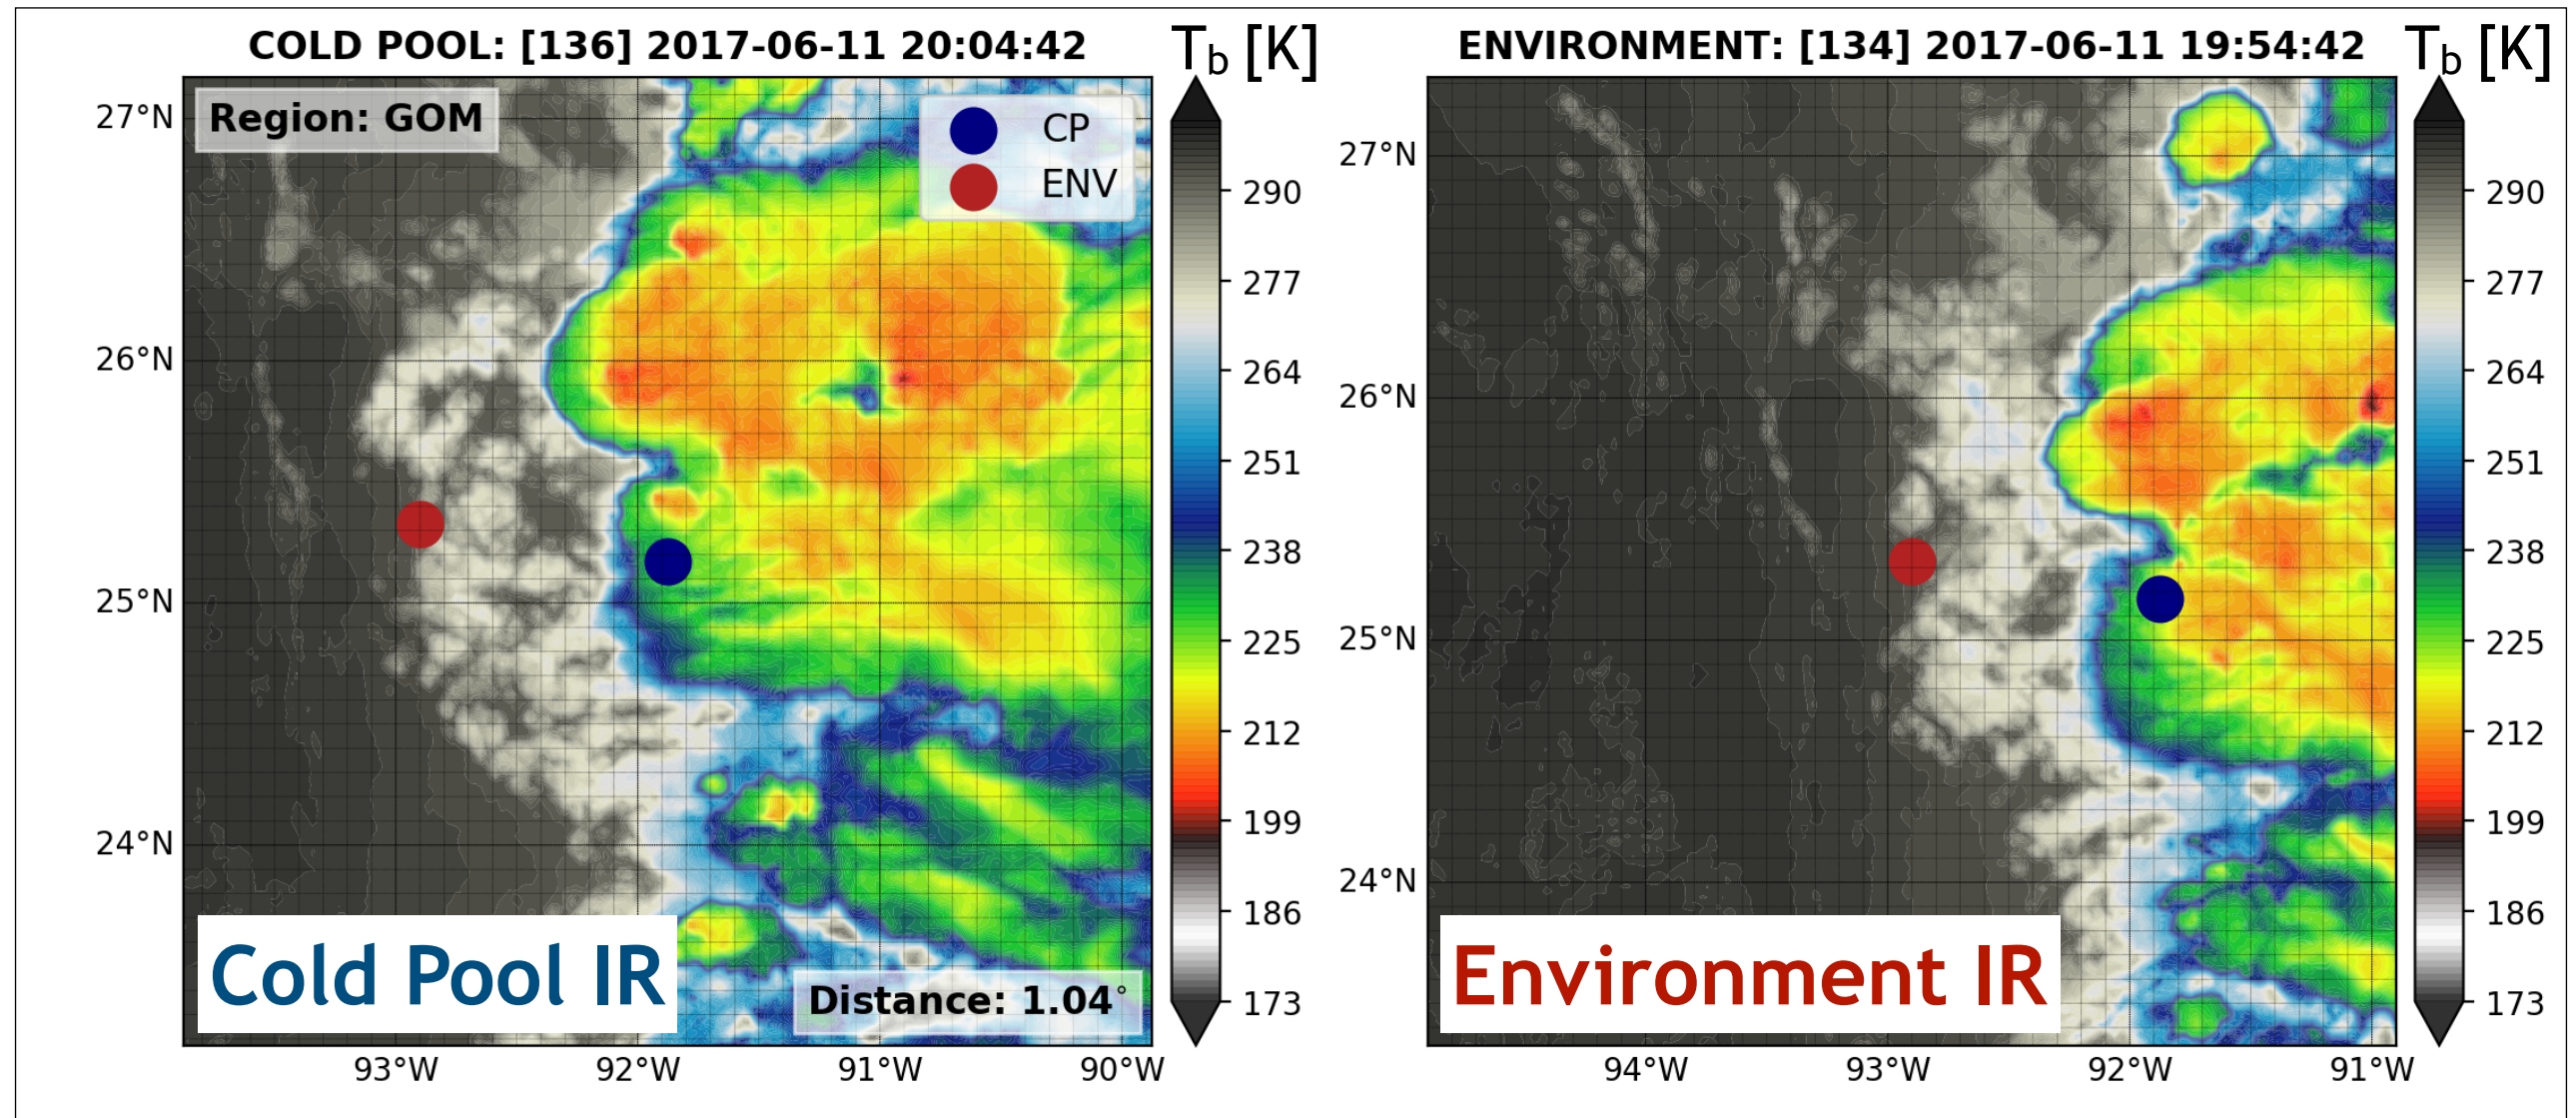 COLD POOL: [136] 2017-06-11 20:04:42
T_b [K]
Region: GOM
CP
ENV
27°N
26°N
25°N
24°N
93°W
92°W
91°W
90°W
290
277
264
251
238
225
212
199
186
173
Cold Pool IR
Distance: 1.04°
ENVIRONMENT: [134] 2017-06-11 19:54:42
T_b [K]
27°N
26°N
25°N
24°N
94°W
93°W
92°W
91°W
290
277
264
251
238
225
212
199
186
173
Environment IR